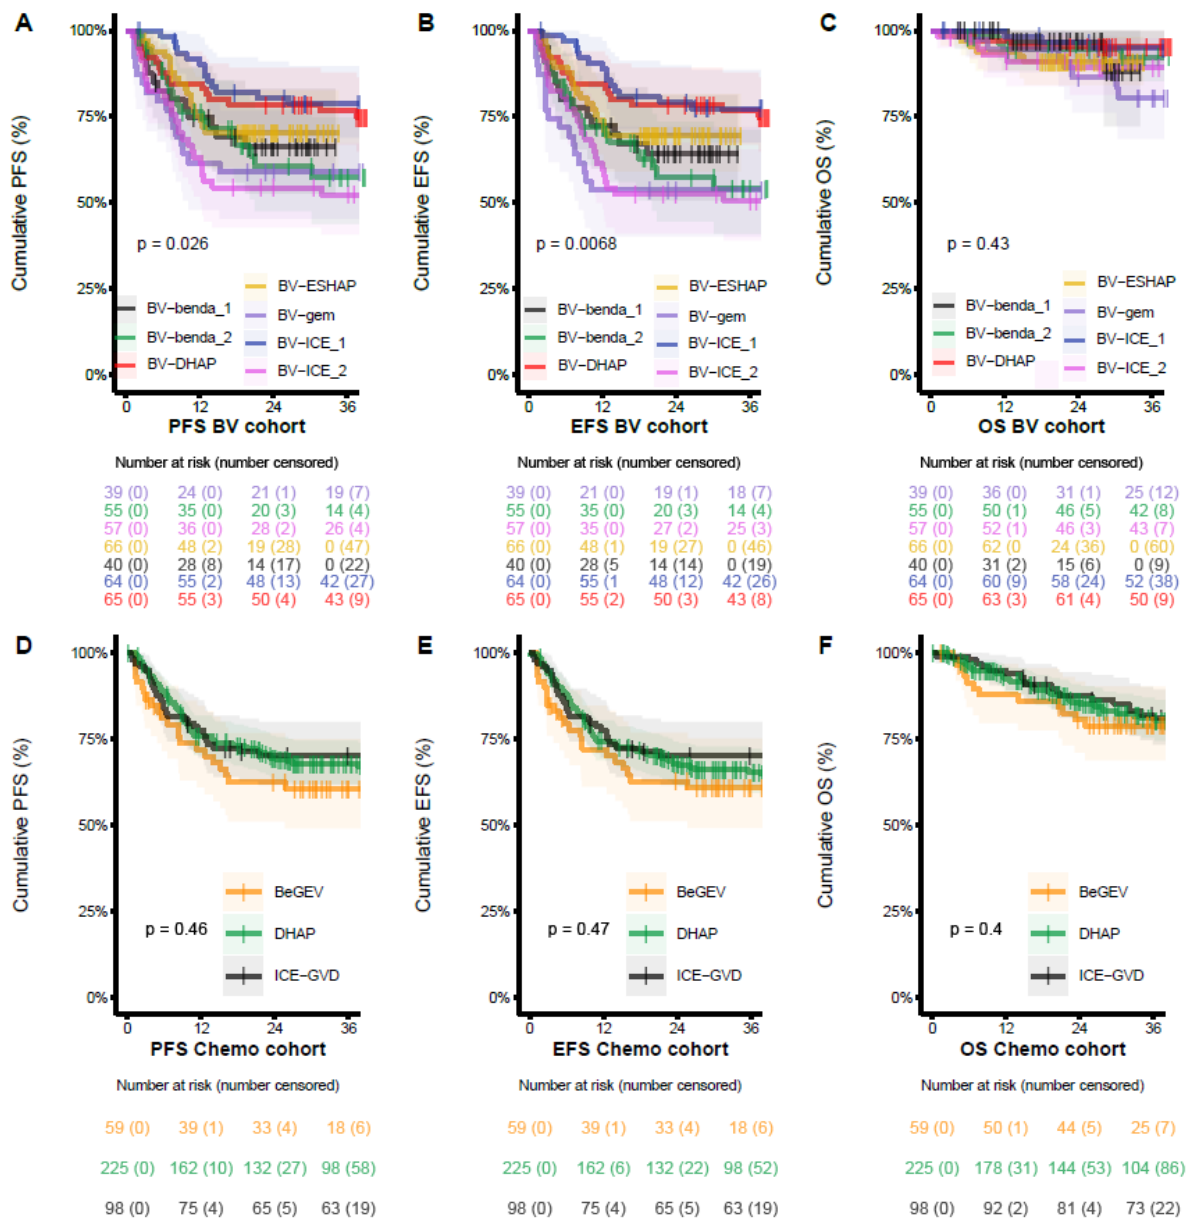 A
B
C
Cumulative PFS (%)
100%
75%
50%
25%
0%
p = 0.026
BV-benda_1
BV-benda_2
BV-DHAP
BV-ESHAP
BV-gem
BV-ICE_1
BV-ICE_2
0 12 24 36
PFS BV cohort
Number at risk (number censored)
39 (0) 24 (0) 21 (1) 19 (7)
55 (0) 35 (0) 20 (3) 14 (4)
57 (0) 36 (0) 28 (2) 26 (4)
66 (0) 48 (2) 19 (28) 0 (47)
40 (0) 28 (8) 14 (17) 0 (22)
64 (0) 55 (2) 48 (13) 42 (27)
65 (0) 55 (3) 50 (4) 43 (9)
Cumulative EFS (%)
100%
75%
50%
25%
0%
p = 0.0068
BV-benda_1
BV-benda_2
BV-DHAP
BV-ESHAP
BV-gem
BV-ICE_1
BV-ICE_2
0 12 24 36
EFS BV cohort
Number at risk (number censored)
39 (0) 21 (0) 19 (1) 18 (7)
55 (0) 35 (0) 20 (3) 14 (4)
57 (0) 35 (0) 27 (2) 25 (3)
66 (0) 48 (1) 19 (27) 0 (46)
40 (0) 28 (5 14 (14) 0 (19)
64 (0) 55 (1 48 (12) 42 (26)
65 (0) 55 (2) 50 (3) 43 (8)
Cumulative OS (%)
100%
75%
50%
25%
0%
p = 0.43
BV-benda_1
BV-benda_2
BV-DHAP
BV-ESHAP
BV-gem
BV-ICE_1
BV-ICE_2
0 12 24 36
OS BV cohort
Number at risk (number censored)
39 (0) 36 (0) 31 (1) 25 (12)
55 (0) 50 (1) 46 (5) 42 (8)
57 (0) 52 (1) 46 (3) 43 (7)
66 (0) 62 (0 24 (36) 0 (60)
40 (0) 31 (2) 15 (6) 0 (9)
64 (0) 60 (9) 58 (24) 52 (38)
65 (0) 63 (3) 61 (4) 50 (9)
D
E
F
Cumulative PFS (%)
100%
75%
50%
25%
0%
p = 0.46
BeGEV
DHAP
ICE-GVD
0 12 24 36
PFS Chemo cohort
Number at risk (number censored)
59 (0) 39 (1) 33 (4) 18 (6)
225 (0) 162 (10) 132 (27) 98 (58)
98 (0) 75 (4) 65 (5) 63 (19)
Cumulative EFS (%)
100%
75%
50%
25%
0%
p = 0.47
BeGEV
DHAP
ICE-GVD
0 12 24 36
EFS Chemo cohort
Number at risk (number censored)
59 (0) 39 (1) 33 (4) 18 (6)
225 (0) 162 (6) 132 (22) 98 (52)
98 (0) 75 (4) 65 (5) 63 (19)
Cumulative OS (%)
100%
75%
50%
25%
0%
p = 0.4
BeGEV
DHAP
ICE-GVD
0 12 24 36
OS Chemo cohort
Number at risk (number censored)
59 (0) 50 (1) 44 (5) 25 (7)
225 (0) 178 (31) 144 (53) 104 (86)
98 (0) 92 (2) 81 (4) 73 (22)